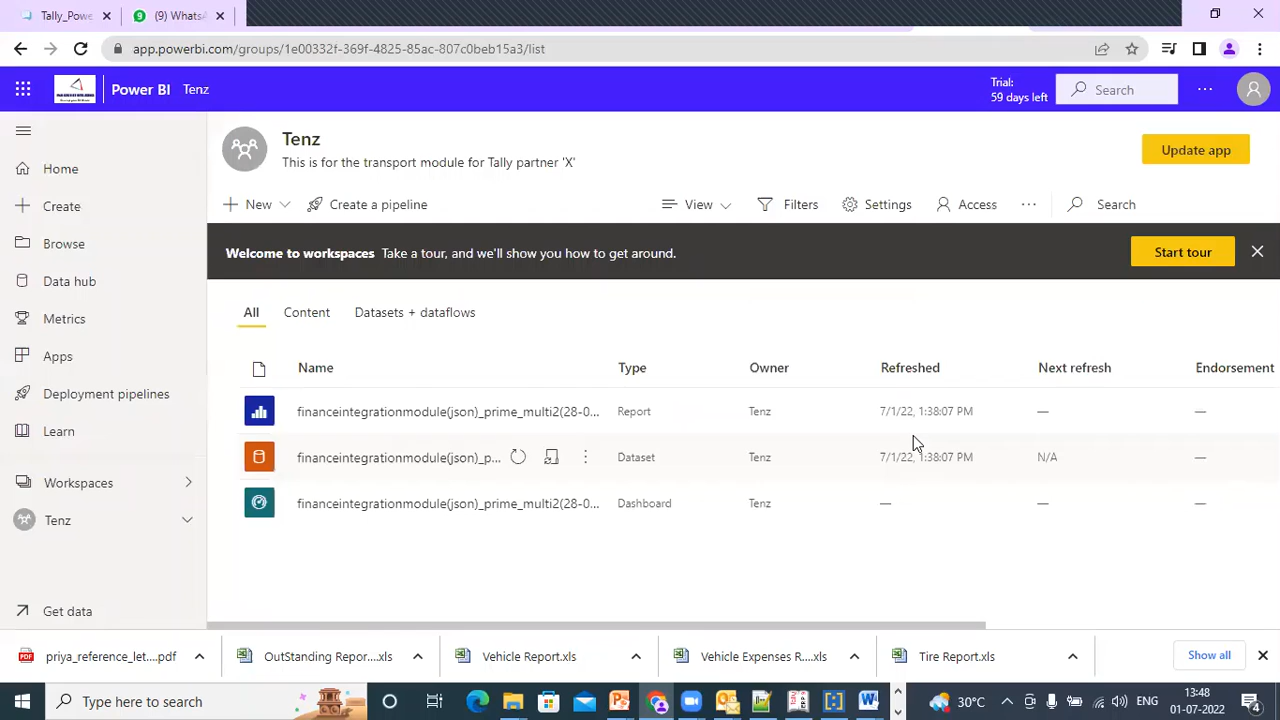 Tally_Powe
9
(9) WhatsA
app.powerbi.com/groups/1e00332f-369f-4825-85ac-807c0beb15a3/list
Power BI Tenz
Trial:
59 days left
Search
Tenz
This is for the transport module for Tally partner 'X'
Update app
New
Create a pipeline
View
Filters
Settings
Access
Search
Welcome to workspaces Take a tour, and we'll show you how to get around.
Start tour
Home
Create
Browse
Data hub
Metrics
Apps
Deployment pipelines
Learn
Workspaces
Tenz
Get data
All Content Datasets + dataflows
Name Type Owner Refreshed Next refresh Endorsement
financeintegrationmodule(json)_prime_multi2(28-0... Report Tenz 7/1/22, 1:38:07 PM — —
financeintegrationmodule(json)_p... Dataset Tenz 7/1/22, 1:38:07 PM N/A —
financeintegrationmodule(json)_prime_multi2(28-0... Dashboard Tenz — — —
priya_reference_let....pdf
OutStanding Repor....xls
Vehicle Report.xls
Vehicle Expenses R....xls
Tire Report.xls
Show all
Type here to search
30°C
ENG
13:48
01-07-2022
4